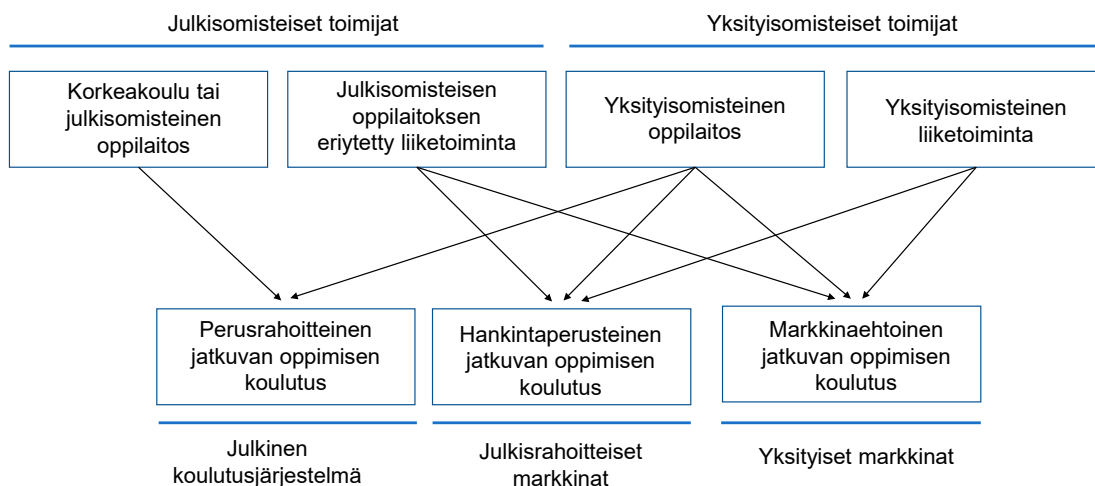 Julkisomisteiset toimijat
Yksityisomisteiset toimijat
Korkeakoulu tai
julkisomisteinen
oppilaitos
Julkisomisteisen
oppilaitoksen
eriytetty liiketoiminta
Yksityisomisteinen
oppilaitos
Yksityisomisteinen
liiketoiminta
Perusrahoitteinen
jatkuvan oppimisen
koulutus
Hankintaperusteinen
jatkuvan oppimisen
koulutus
Markkinaehtoinen
jatkuvan oppimisen
koulutus
Julkinen
koulutusjärjestelmä
Julkisrahoitteiset
markkinat
Yksityiset markkinat